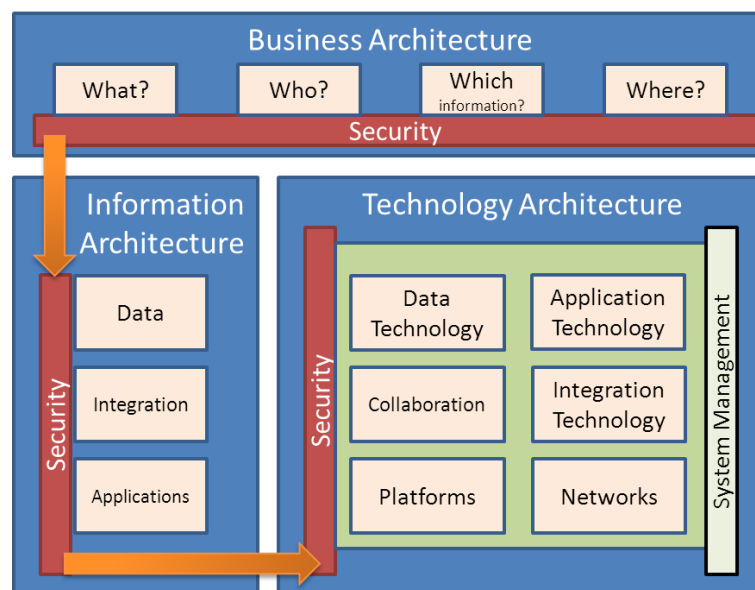 Business Architecture
What?
Who?
Which
information?
Where?
Security
Information
Architecture
Security
Data
Integration
Applications
Technology Architecture
Security
Data
Technology
Application
Technology
Collaboration
Integration
Technology
Platforms
Networks
System Management